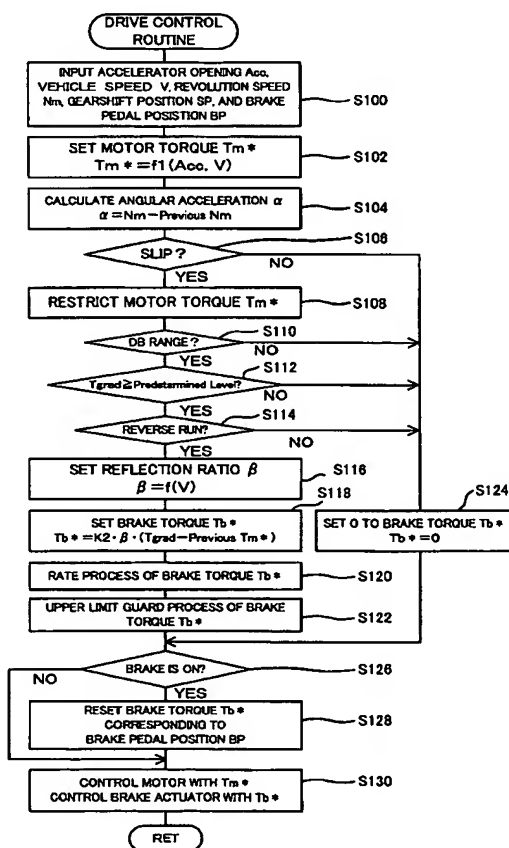 DRIVE CONTROL
ROUTINE
INPUT ACCELERATOR OPENING Acc,
VEHICLE SPEED V, REVOLUTION SPEED
Nm, GEARSHIFT POSITION SP, AND BRAKE
PEDAL POSISTION BP
S100
SET MOTOR TORQUE Tm*
Tm*=f1(Acc, V)
S102
CALCULATE ANGULAR ACCELERATION α
α=Nm−Previous Nm
S104
SLIP?
S106
NO
YES
RESTRICT MOTOR TORQUE Tm*
S108
DB RANGE?
S110
NO
YES
Tgrad≧Predetermined Level?
S112
NO
YES
REVERSE RUN?
S114
NO
YES
SET REFLECTION RATIO β
β=f(V)
S116
SET BRAKE TORQUE Tb*
Tb*=K2・β・(Tgrad−Previous Tm*)
S118
SET 0 TO BRAKE TORQUE Tb*
Tb*=0
S124
RATE PROCESS OF BRAKE TORQUE Tb*
S120
UPPER LIMIT GUARD PROCESS OF BRAKE
TORQUE Tb*
S122
BRAKE IS ON?
S126
NO
YES
RESET BRAKE TORQUE Tb*
CORRESPONDING TO
BRAKE PEDAL POSITION BP
S128
CONTROL MOTOR WITH Tm*
CONTROL BRAKE ACTUATOR WITH Tb*
S130
RET